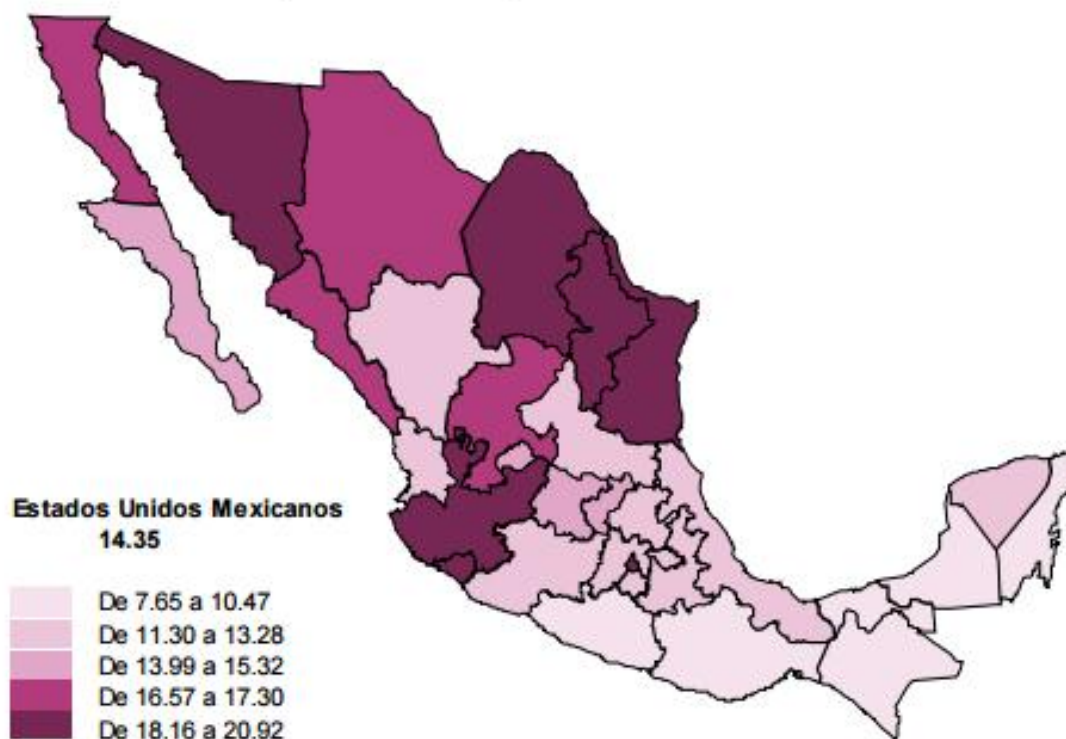 Estados Unidos Mexicanos
14.35
De 7.65 a 10.47
De 11.30 a 13.28
De 13.99 a 15.32
De 16.57 a 17.30
De 18.16 a 20.92